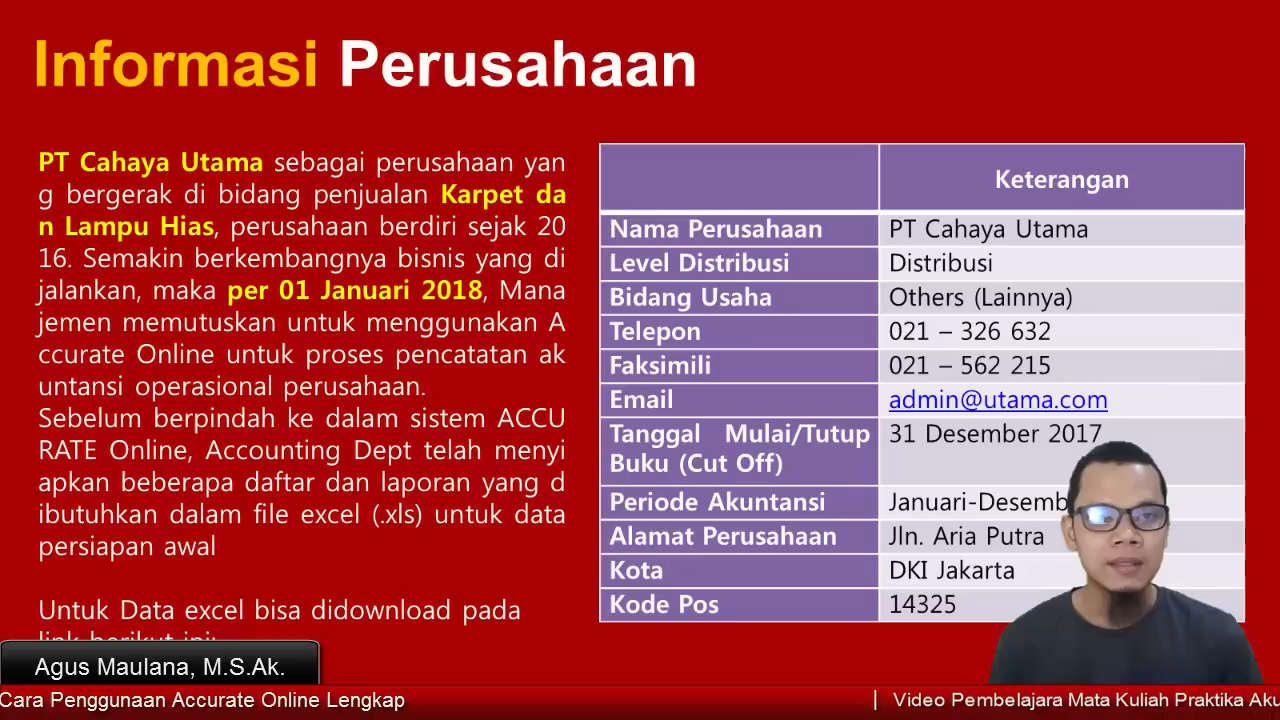 Informasi Perusahaan
PT Cahaya Utama sebagai perusahaan yan
g bergerak di bidang penjualan Karpet da
n Lampu Hias, perusahaan berdiri sejak 20
16. Semakin berkembangnya bisnis yang di
jalankan, maka per 01 Januari 2018, Mana
jemen memutuskan untuk menggunakan A
ccurate Online untuk proses pencatatan ak
untansi operasional perusahaan.
Sebelum berpindah ke dalam sistem ACCU
RATE Online, Accounting Dept telah menyi
apkan beberapa daftar dan laporan yang d
ibutuhkan dalam file excel (.xls) untuk data
persiapan awal
Untuk Data excel bisa didownload pada
link berikut ini:
Keterangan
Nama Perusahaan PT Cahaya Utama
Level Distribusi Distribusi
Bidang Usaha Others (Lainnya)
Telepon 021 – 326 632
Faksimili 021 – 562 215
Email admin@utama.com
Tanggal Mulai/Tutup 31 Desember 2017
Buku (Cut Off)
Periode Akuntansi Januari-Desemb
Alamat Perusahaan Jln. Aria Putra
Kota DKI Jakarta
Kode Pos 14325
Agus Maulana, M.S.Ak.
Cara Penggunaan Accurate Online Lengkap | Video Pembelajara Mata Kuliah Praktika Aku